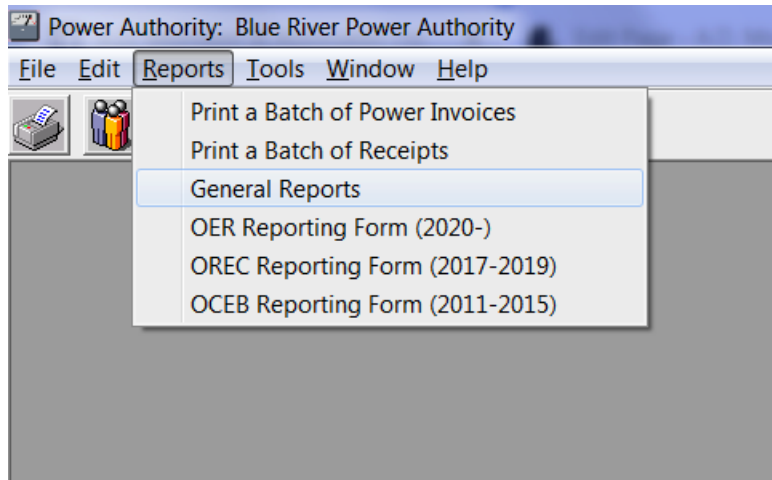 Power Authority: Blue River Power Authority
File Edit Reports Tools Window Help
Print a Batch of Power Invoices
Print a Batch of Receipts
General Reports
OER Reporting Form (2020-)
OREC Reporting Form (2017-2019)
OCEB Reporting Form (2011-2015)